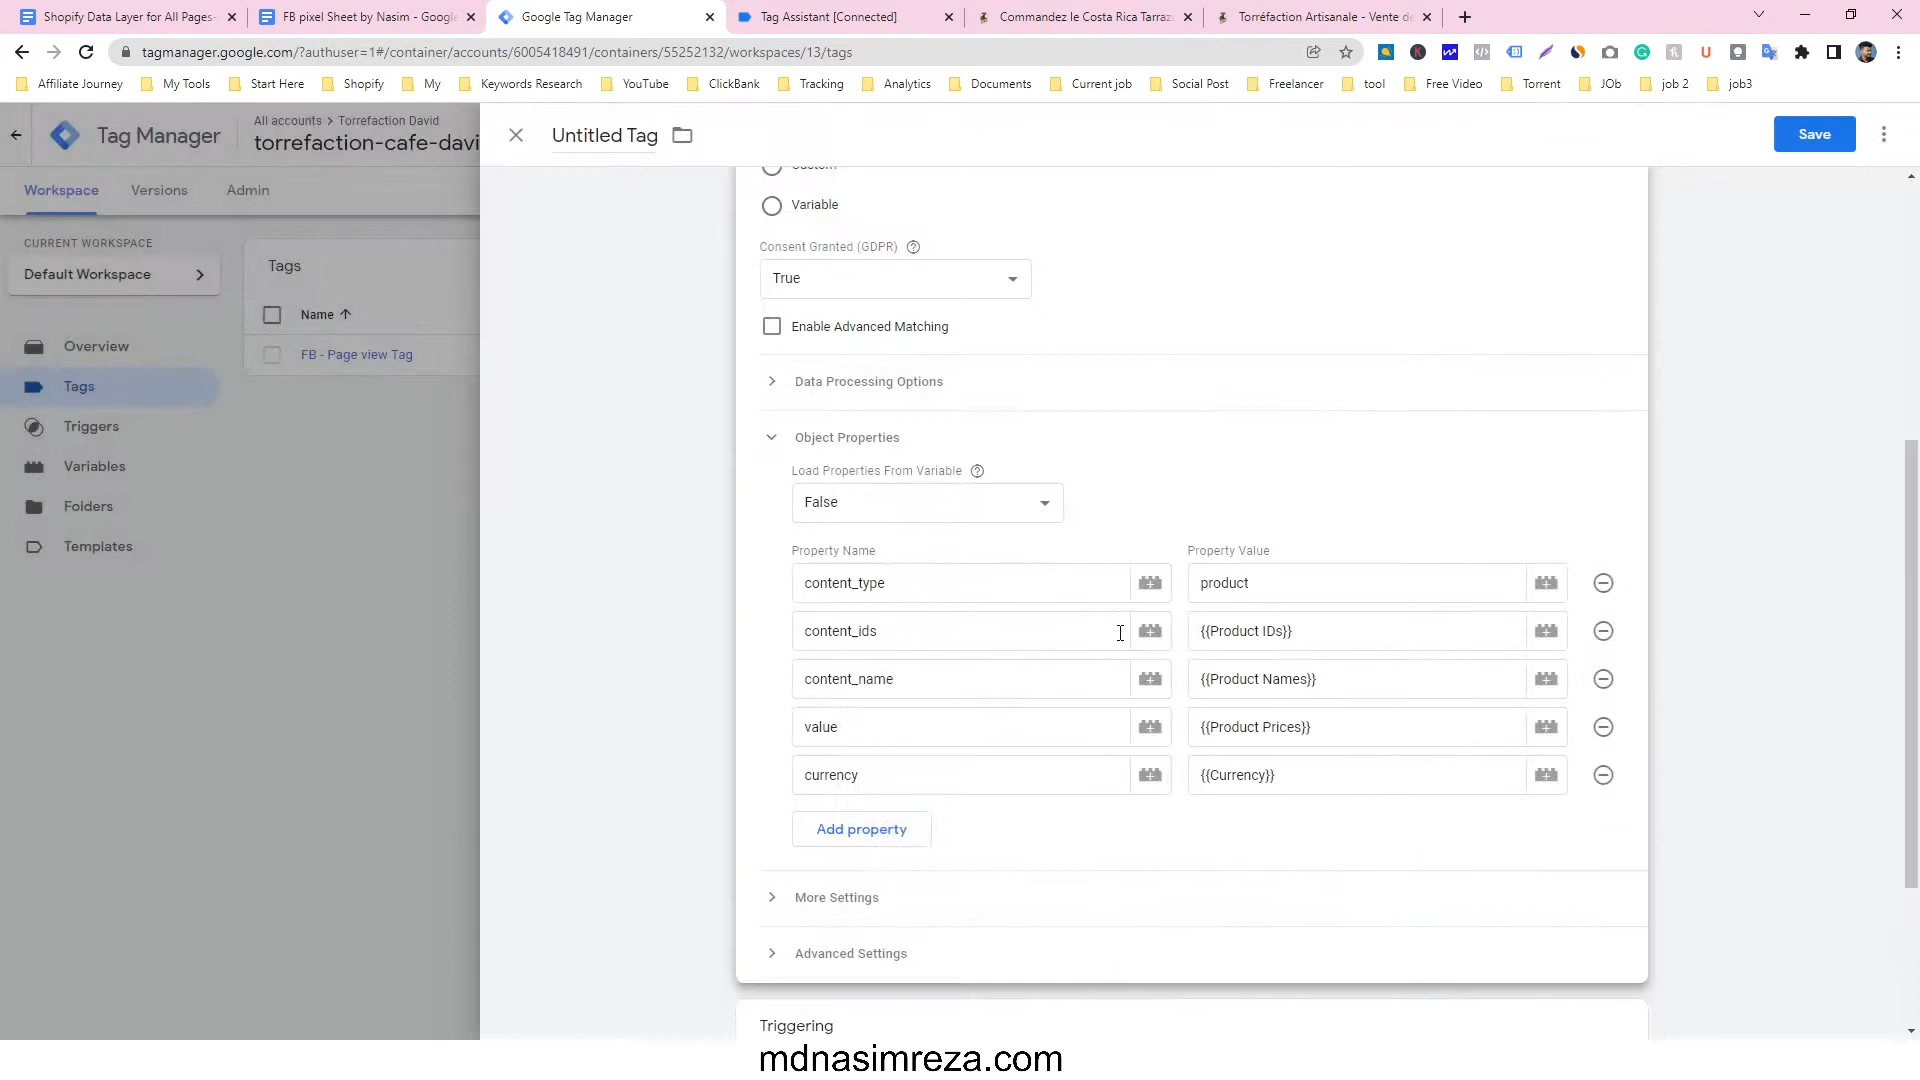 Shopify Data Layer for All Pages-
FB pixel Sheet by Nasim - Google
Google Tag Manager
Tag Assistant [Connected]
Commandez le Costa Rica Tarraz
Torréfaction Artisanale - Vente de
tagmanager.google.com/?authuser=1#/container/accounts/6005418491/containers/55252132/workspaces/13/tags
Affiliate Journey
My Tools
Start Here
Shopify
My
Keywords Research
YouTube
ClickBank
Tracking
Analytics
Documents
Current job
Social Post
Freelancer
tool
Free Video
Torrent
JOb
job 2
job3
Tag Manager
All accounts > Torrefaction David
torrefaction-cafe-davi
Untitled Tag
Save
Workspace
Versions
Admin
CURRENT WORKSPACE
Default Workspace
Overview
Tags
Triggers
Variables
Folders
Templates
Tags
Name
FB - Page view Tag
Variable
Consent Granted (GDPR)
True
Enable Advanced Matching
Data Processing Options
Object Properties
Load Properties From Variable
False
Property Name
Property Value
content_type
product
content_ids
{{Product IDs}}
content_name
{{Product Names}}
value
{{Product Prices}}
currency
{{Currency}}
Add property
More Settings
Advanced Settings
Triggering
mdnasimreza.com